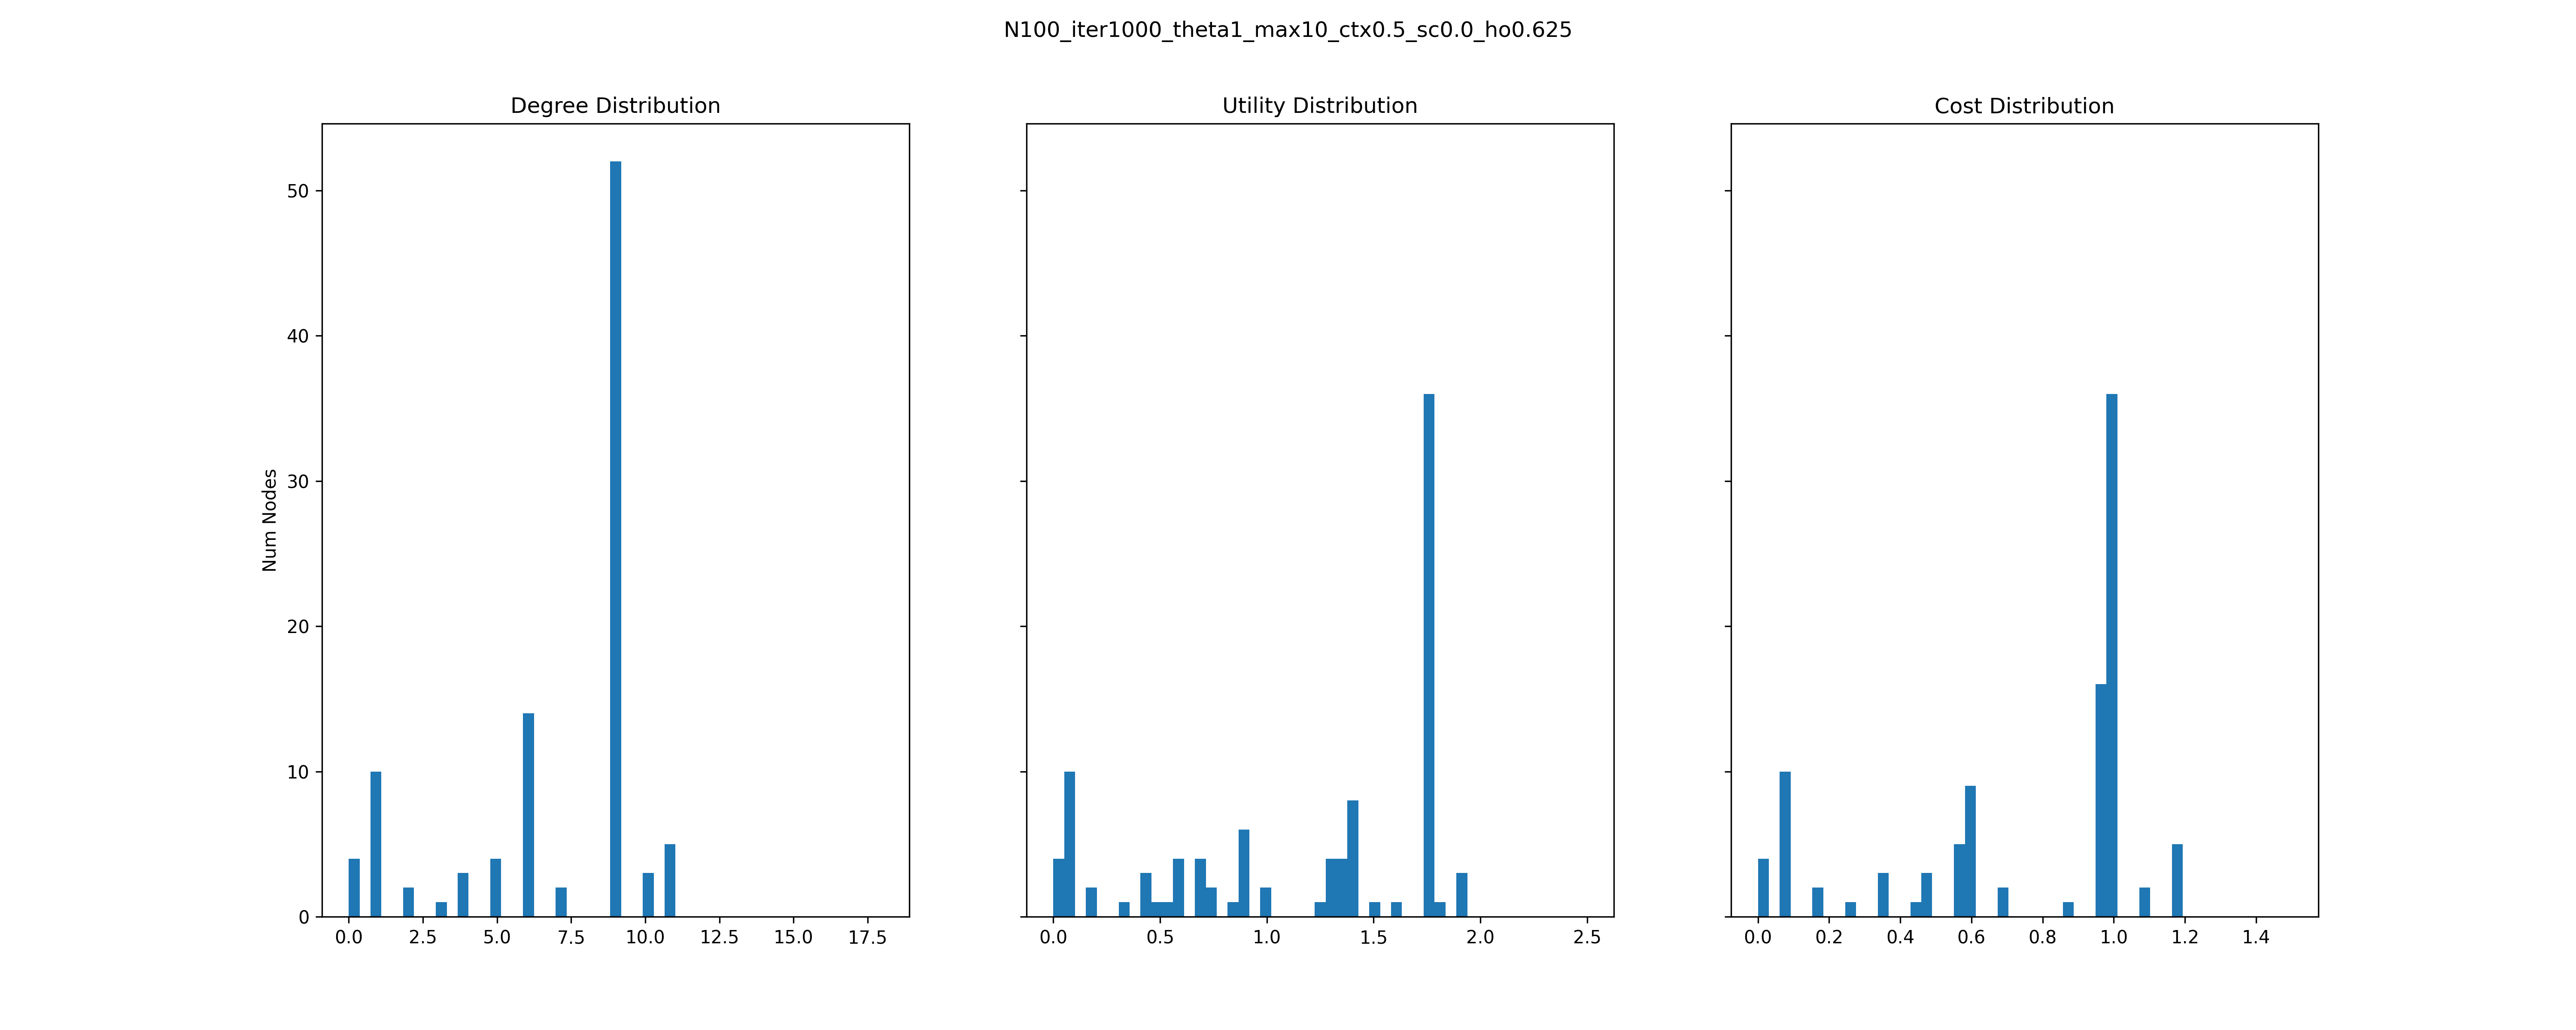 N100_iter1000_theta1_max10_ctx0.5_sc0.0_ho0.625
Degree Distribution
Utility Distribution
Cost Distribution
Num Nodes
50
40
30
20
10
0
0.0 2.5 5.0 7.5 10.0 12.5 15.0 17.5
0.0 0.5 1.0 1.5 2.0 2.5
0.0 0.2 0.4 0.6 0.8 1.0 1.2 1.4